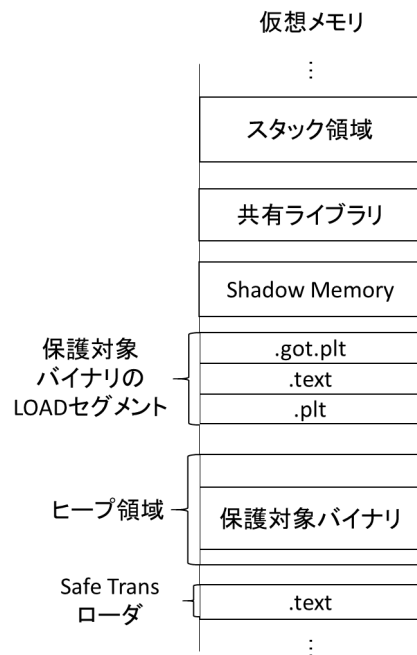 仮想メモリ
⋮
スタック領域
共有ライブラリ
Shadow Memory
保護対象
バイナリの
LOADセグメント
.got.plt
.text
.plt
ヒープ領域
保護対象バイナリ
Safe Trans
ローダ
.text
⋮